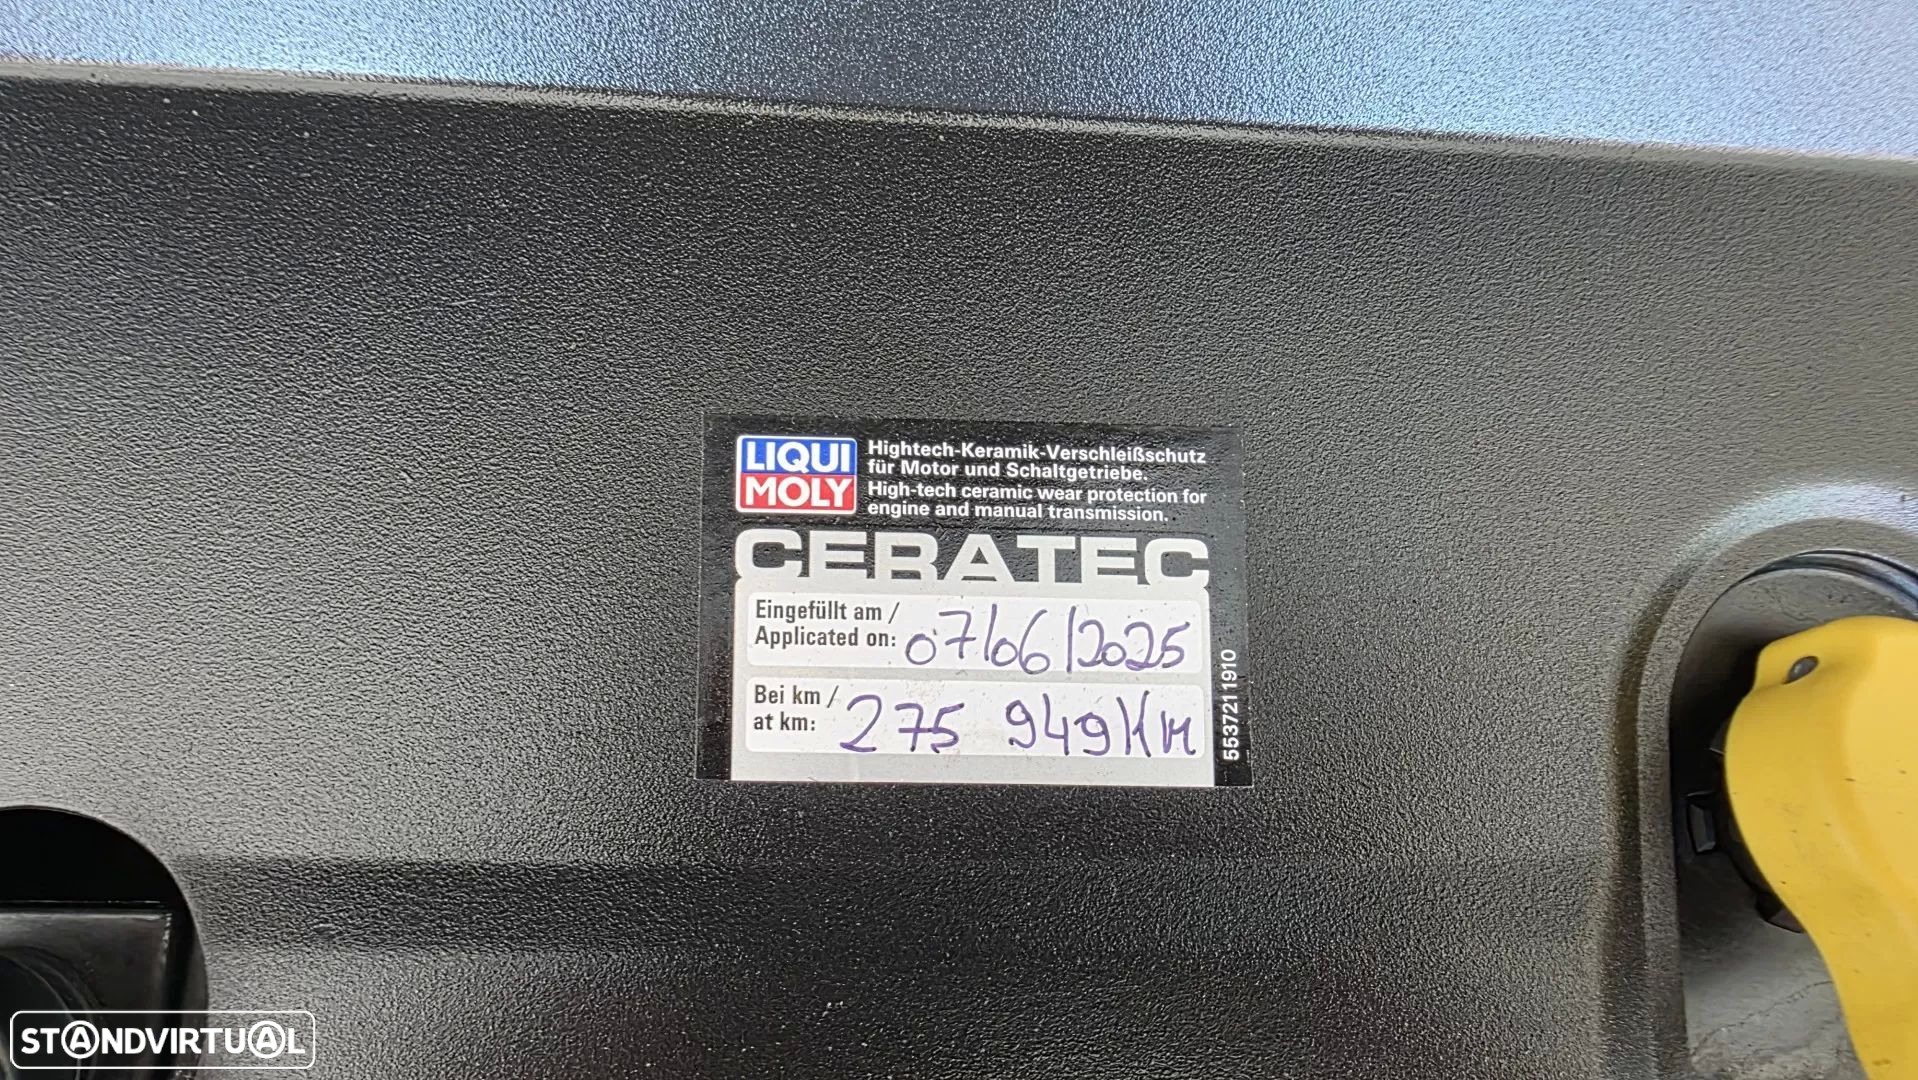 LIQUI
MOLY
Hightech-Keramik-Verschleißschutz
für Motor und Schaltgetriebe.
High-tech ceramic wear protection for
engine and manual transmission.
CERATEC
Eingefüllt am /
Applicated on: 07/06/2025
Bei km /
at km: 275 949Km
5537211910
STANDVIRTUAL